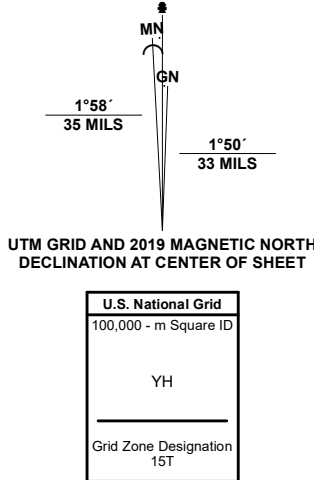 MN
GN
1°58´
35 MILS
1°50´
33 MILS
UTM GRID AND 2019 MAGNETIC NORTH
DECLINATION AT CENTER OF SHEET
U.S. National Grid
100,000 - m Square ID
YH
Grid Zone Designation
15T